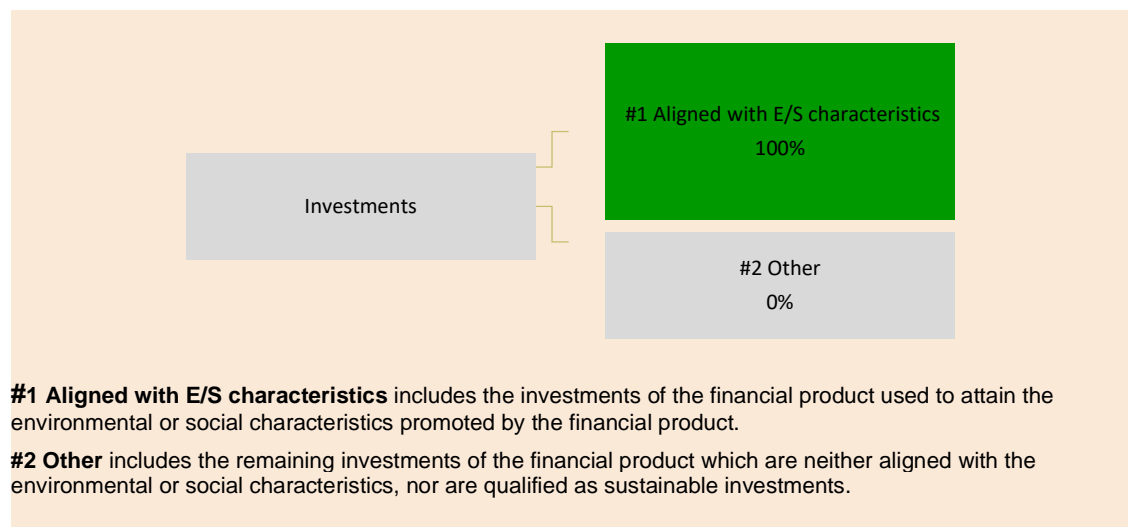 #1 Aligned with E/S characteristics
100%
Investments
#2 Other
0%
#1 Aligned with E/S characteristics includes the investments of the financial product used to attain the
environmental or social characteristics promoted by the financial product.
#2 Other includes the remaining investments of the financial product which are neither aligned with the
environmental or social characteristics, nor are qualified as sustainable investments.